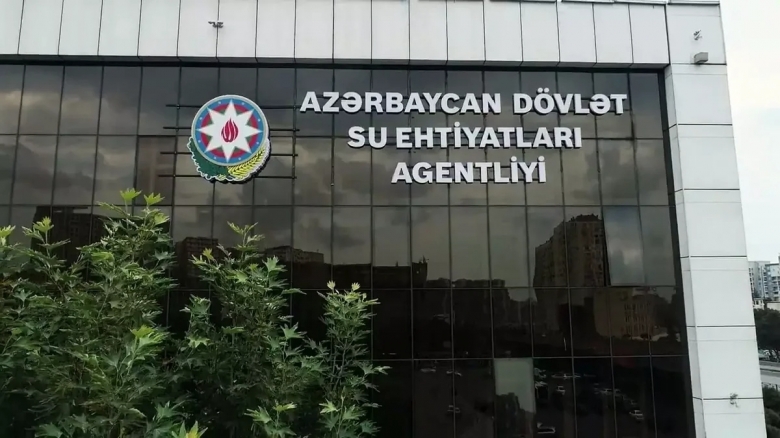 AZƏRBAYCAN DÖVLƏT
SU EHTİYATLARI
AGENTLİYİ